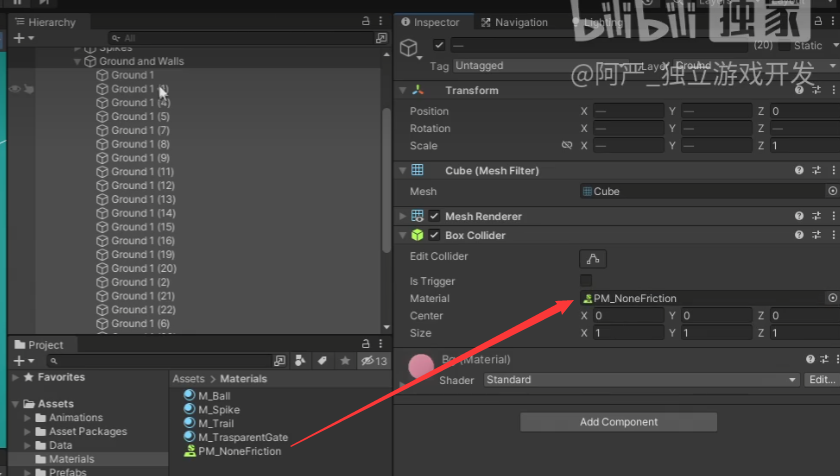 bilibili 独家
@阿严_独立游戏开发
Hierarchy
All
Spikes
Ground and Walls
Ground 1
Ground 1 (4)
Ground 1 (5)
Ground 1 (7)
Ground 1 (8)
Ground 1 (9)
Ground 1 (11)
Ground 1 (12)
Ground 1 (13)
Ground 1 (14)
Ground 1 (15)
Ground 1 (16)
Ground 1 (19)
Ground 1 (20)
Ground 1 (2)
Ground 1 (21)
Ground 1 (22)
Ground 1 (6)
Project
13
Favorites
Assets
Animations
Asset Packages
Data
Materials
Prefabs
Assets > Materials
M_Ball
M_Spike
M_Trail
M_TrasparentGate
PM_NoneFriction
Inspector
Navigation
Lighting
— (20) Static
Tag Untagged Layer Ground
Transform
Position X — Y — Z 0
Rotation X — Y — Z —
Scale X — Y — Z 1
Cube (Mesh Filter)
Mesh Cube
Mesh Renderer
Box Collider
Edit Collider
Is Trigger
Material PM_NoneFriction
Center X 0 Y 0 Z 0
Size X 1 Y 1 Z 1
Bg (Material)
Shader Standard Edit...
Add Component